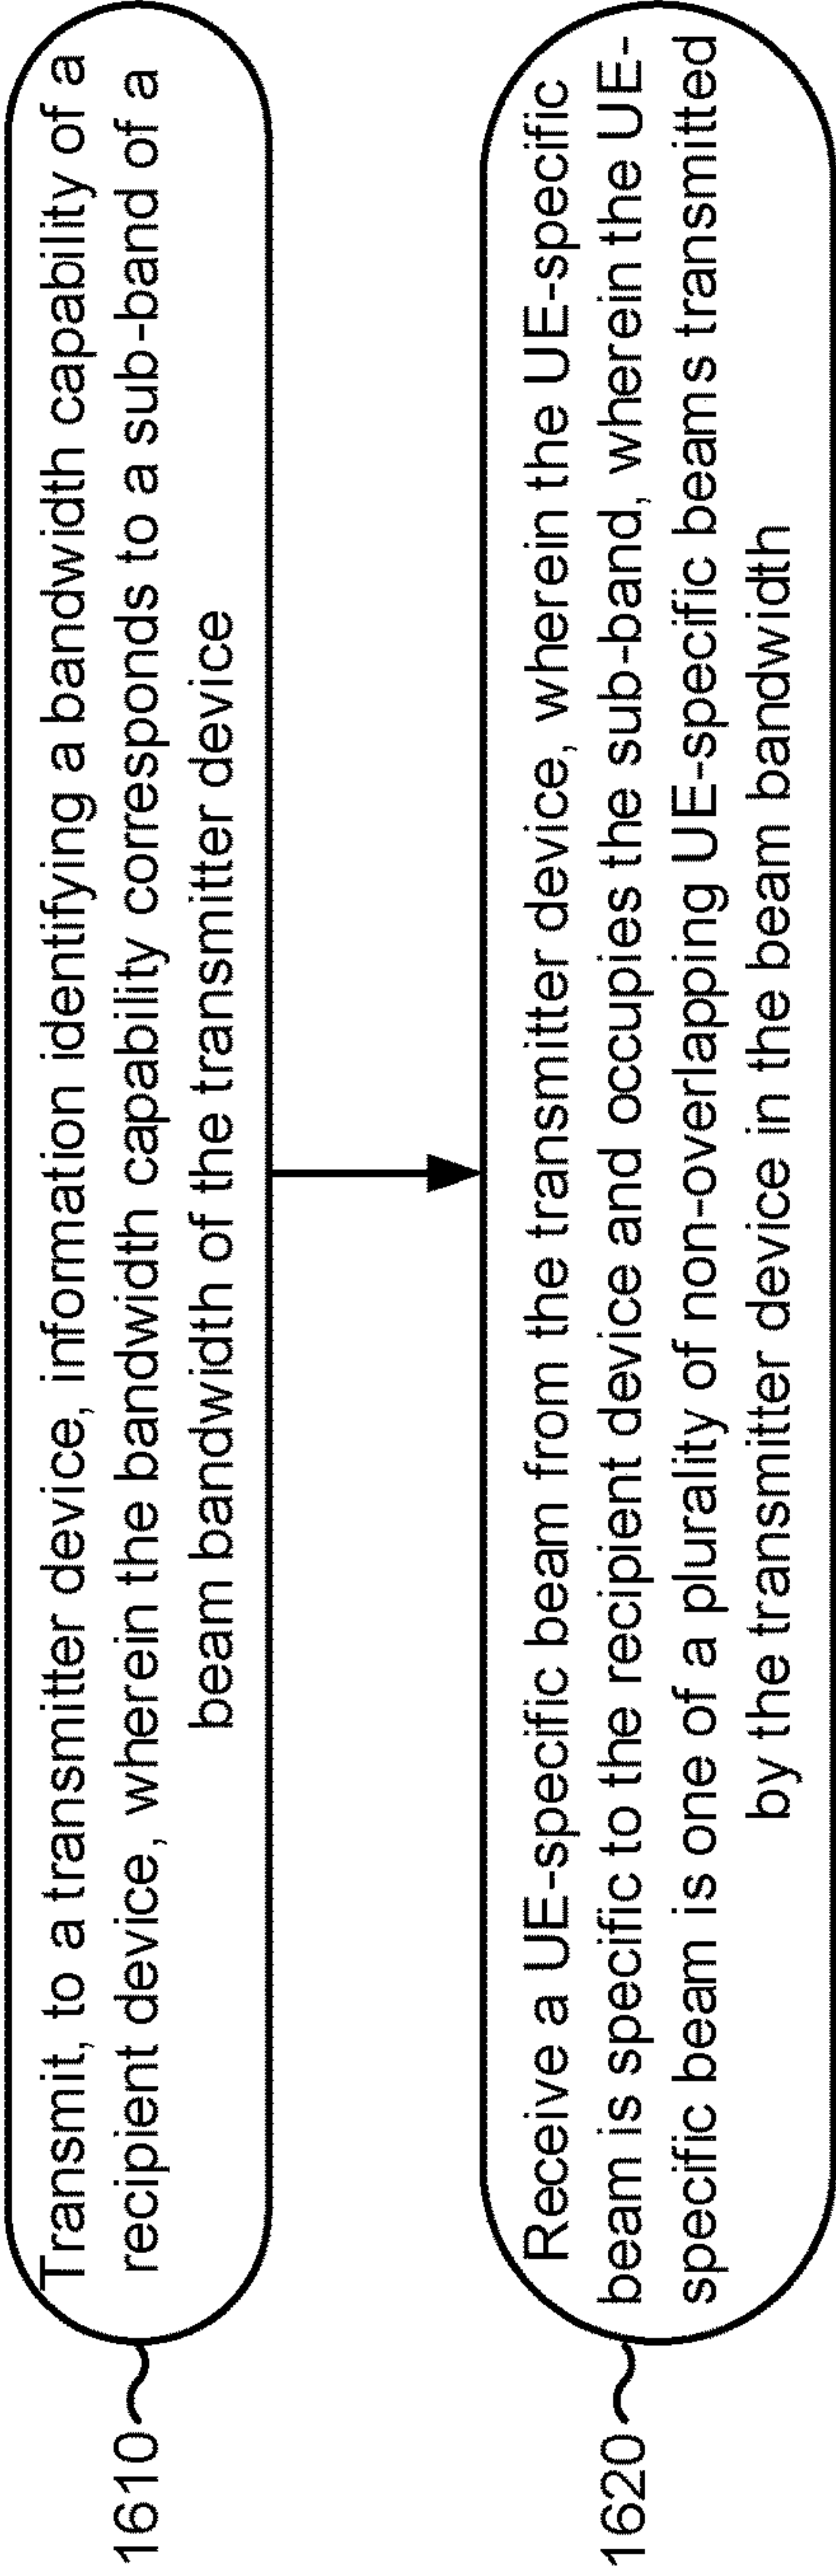 1610
Transmit, to a transmitter device, information identifying a bandwidth capability of a
recipient device, wherein the bandwidth capability corresponds to a sub-band of a
beam bandwidth of the transmitter device
1620
Receive a UE-specific beam from the transmitter device, wherein the UE-specific
beam is specific to the recipient device and occupies the sub-band, wherein the UE-
specific beam is one of a plurality of non-overlapping UE-specific beams transmitted
by the transmitter device in the beam bandwidth